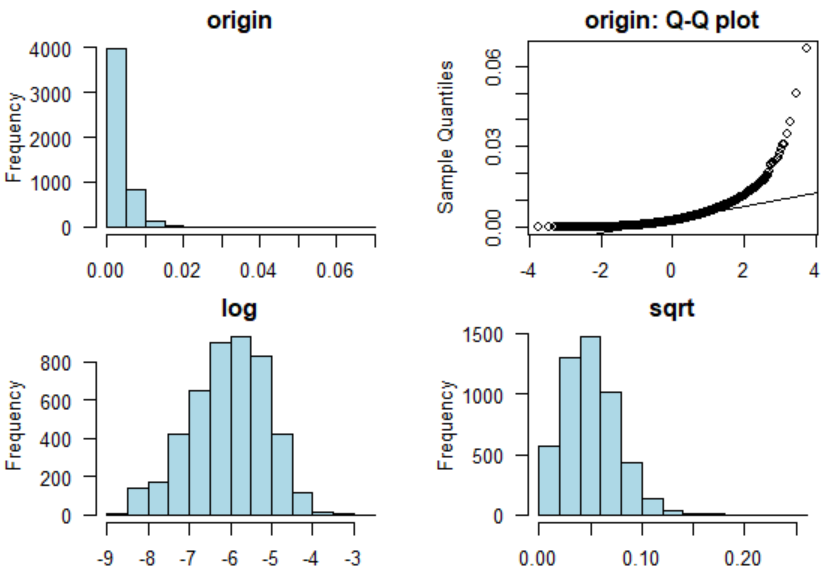 origin
Frequency
4000
3000
2000
1000
0
0.00 0.02 0.04 0.06
origin: Q-Q plot
Sample Quantiles
0.06
0.03
0.00
-4 -2 0 2 4
log
Frequency
800
600
400
200
0
-9 -8 -7 -6 -5 -4 -3
sqrt
Frequency
1500
1000
500
0
0.00 0.10 0.20